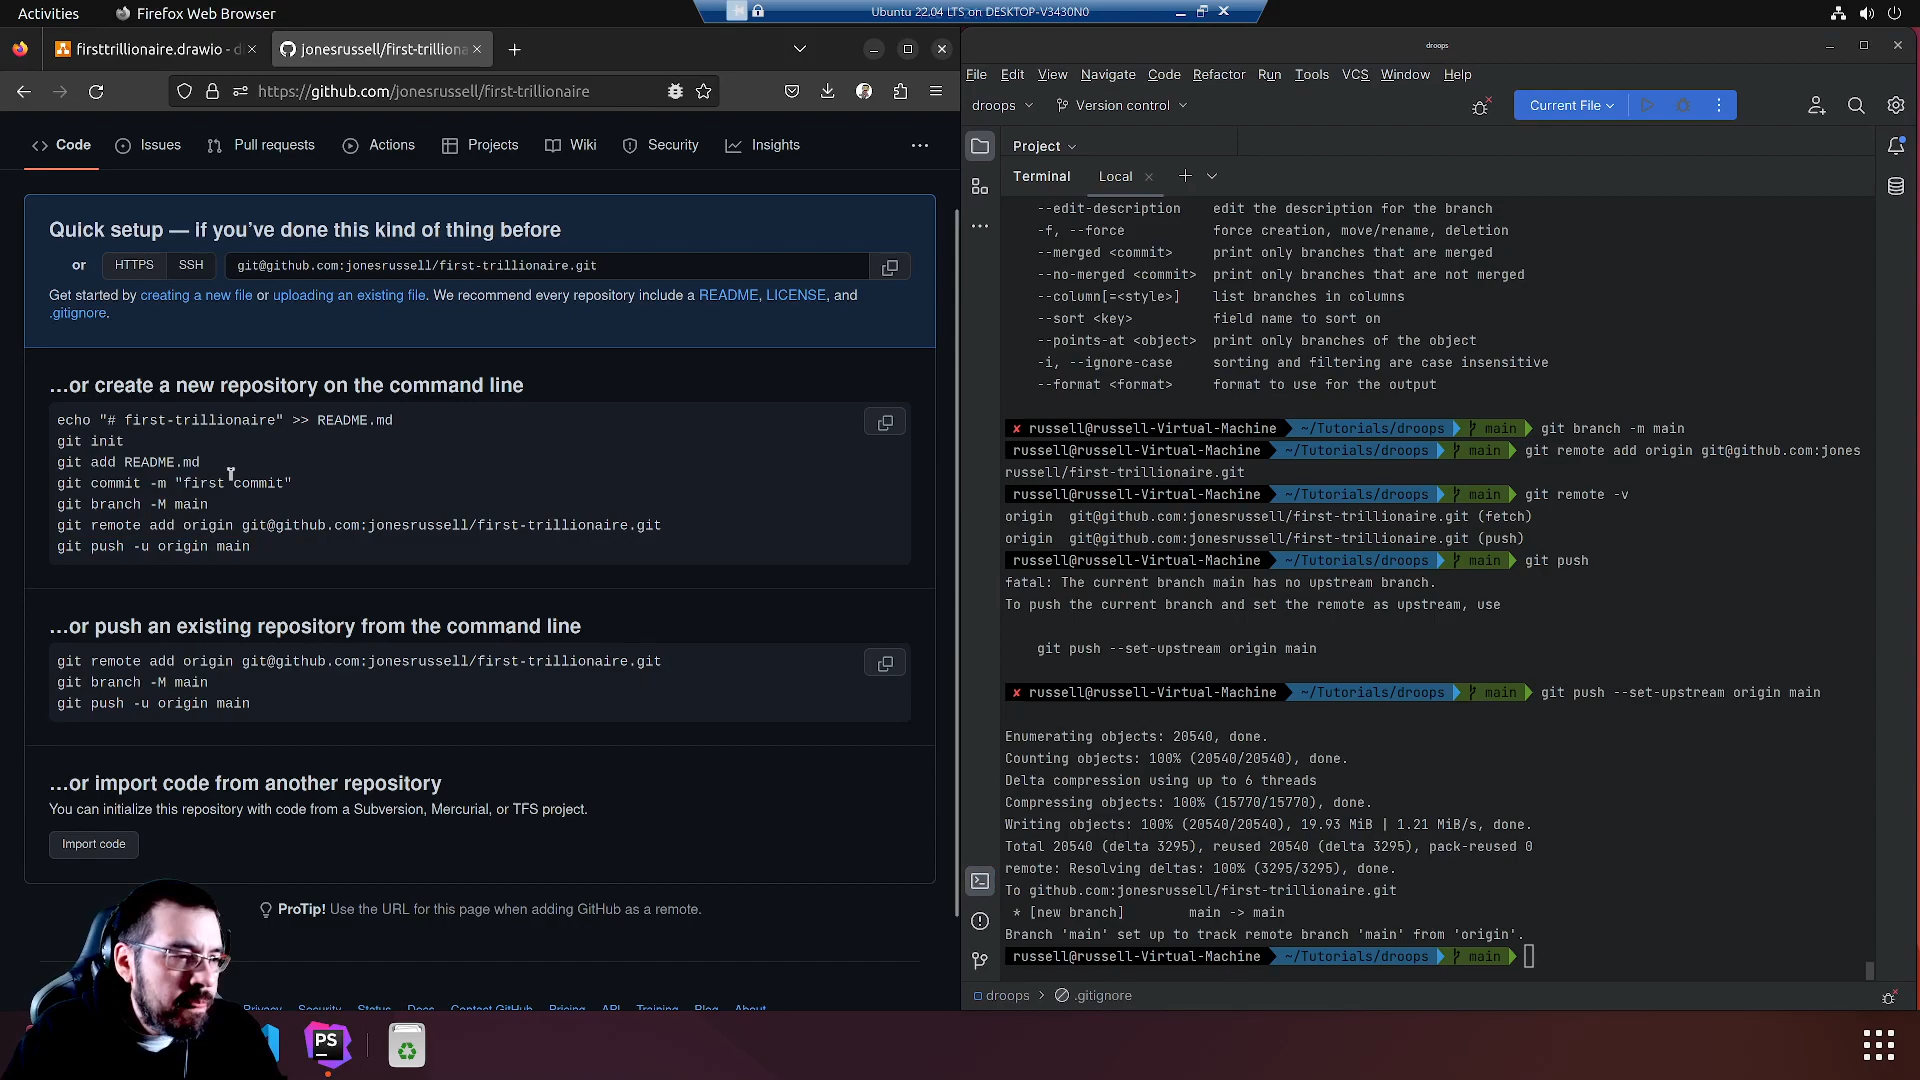 Activities
Firefox Web Browser
Ubuntu 22.04 LTS on DESKTOP-V3430N0
firsttrillionaire.drawio - d
jonesrussell/first-trilliona
https://github.com/jonesrussell/first-trillionaire
Code
Issues
Pull requests
Actions
Projects
Wiki
Security
Insights
Quick setup — if you've done this kind of thing before
or
HTTPS
SSH
git@github.com:jonesrussell/first-trillionaire.git
Get started by creating a new file or uploading an existing file. We recommend every repository include a README, LICENSE, and
.gitignore.
…or create a new repository on the command line
echo "# first-trillionaire" >> README.md
git init
git add README.md
git commit -m "first commit"
git branch -M main
git remote add origin git@github.com:jonesrussell/first-trillionaire.git
git push -u origin main
…or push an existing repository from the command line
git remote add origin git@github.com:jonesrussell/first-trillionaire.git
git branch -M main
git push -u origin main
…or import code from another repository
You can initialize this repository with code from a Subversion, Mercurial, or TFS project.
Import code
ProTip! Use the URL for this page when adding GitHub as a remote.
Privacy
Security
Status
Docs
Contact GitHub
Pricing
API
Training
Blog
About
PS
droops
File
Edit
View
Navigate
Code
Refactor
Run
Tools
VCS
Window
Help
droops
Version control
Current File
Project
Terminal
Local
--edit-description edit the description for the branch
-f, --force force creation, move/rename, deletion
--merged <commit> print only branches that are merged
--no-merged <commit> print only branches that are not merged
--column[=<style>] list branches in columns
--sort <key> field name to sort on
--points-at <object> print only branches of the object
-i, --ignore-case sorting and filtering are case insensitive
--format <format> format to use for the output
✘ russell@russell-Virtual-Machine ~/Tutorials/droops main git branch -m main
russell@russell-Virtual-Machine ~/Tutorials/droops main git remote add origin git@github.com:jones
russell/first-trillionaire.git
russell@russell-Virtual-Machine ~/Tutorials/droops main git remote -v
origin git@github.com:jonesrussell/first-trillionaire.git (fetch)
origin git@github.com:jonesrussell/first-trillionaire.git (push)
russell@russell-Virtual-Machine ~/Tutorials/droops main git push
fatal: The current branch main has no upstream branch.
To push the current branch and set the remote as upstream, use
git push --set-upstream origin main
✘ russell@russell-Virtual-Machine ~/Tutorials/droops main git push --set-upstream origin main
Enumerating objects: 20540, done.
Counting objects: 100% (20540/20540), done.
Delta compression using up to 6 threads
Compressing objects: 100% (15770/15770), done.
Writing objects: 100% (20540/20540), 19.93 MiB | 1.21 MiB/s, done.
Total 20540 (delta 3295), reused 20540 (delta 3295), pack-reused 0
remote: Resolving deltas: 100% (3295/3295), done.
To github.com:jonesrussell/first-trillionaire.git
* [new branch] main -> main
Branch 'main' set up to track remote branch 'main' from 'origin'.
russell@russell-Virtual-Machine ~/Tutorials/droops main
droops > .gitignore